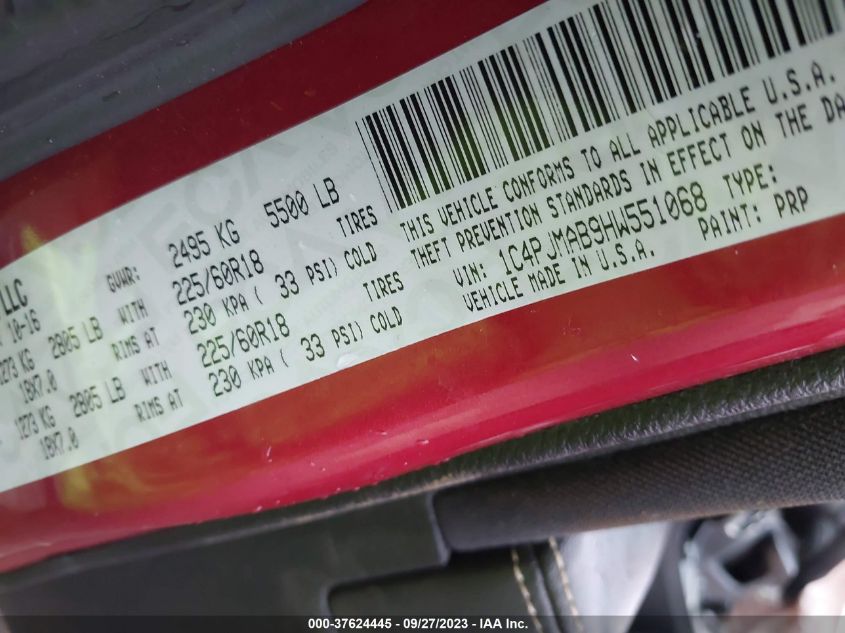 LLC
10-16
GVWR: 2495 KG 5500 LB
1273 KG 2805 LB WITH 225/60R18 TIRES
18X7.0 RIMS AT 230 KPA ( 33 PSI) COLD
1273 KG 2805 LB WITH 225/60R18 TIRES
18X7.0 RIMS AT 230 KPA ( 33 PSI) COLD
THIS VEHICLE CONFORMS TO ALL APPLICABLE U.S.A.
THEFT PREVENTION STANDARDS IN EFFECT ON THE DA
VIN: 1C4PJMAB9HW551068 TYPE:
VEHICLE MADE IN U.S.A. PAINT: PRP
000-37624445 - 09/27/2023 - IAA Inc.